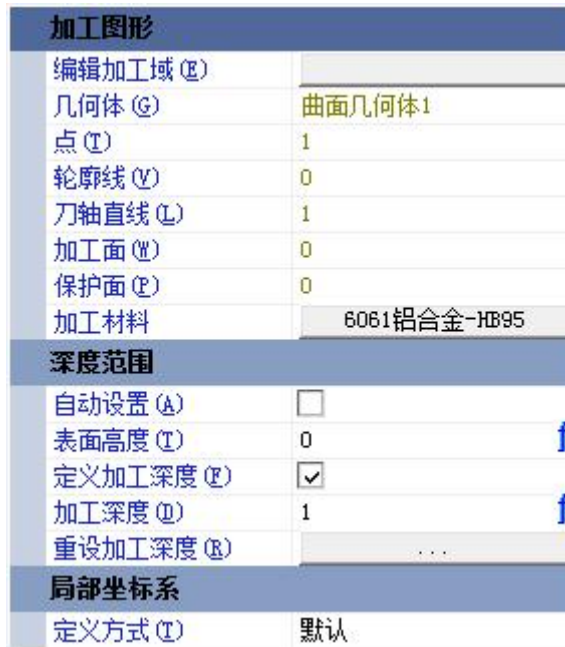 加工图形
编辑加工域(E)
几何体(G) 曲面几何体1
点(T) 1
轮廓线(V) 0
刀轴直线(L) 1
加工面(W) 0
保护面(P) 0
加工材料 6061铝合金-HB95
深度范围
自动设置(A)
表面高度(T) 0
定义加工深度(F)
加工深度(D) 1
重设加工深度(R) ...
局部坐标系
定义方式(T) 默认